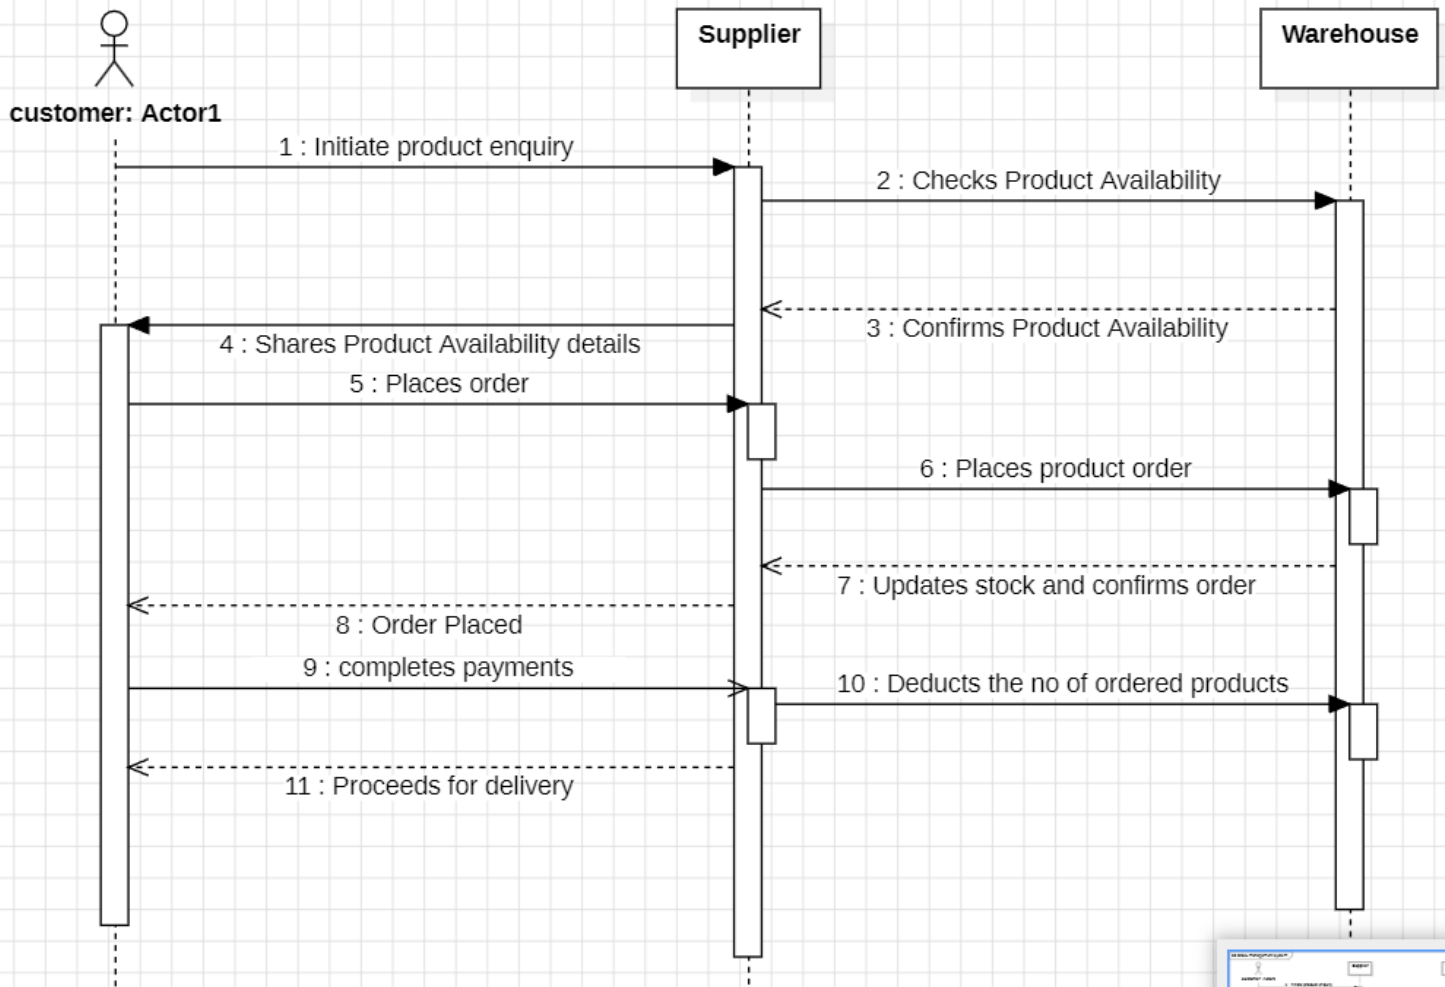 Supplier
Warehouse
customer: Actor1
1 : Initiate product enquiry
2 : Checks Product Availability
3 : Confirms Product Availability
4 : Shares Product Availability details
5 : Places order
6 : Places product order
7 : Updates stock and confirms order
8 : Order Placed
9 : completes payments
10 : Deducts the no of ordered products
11 : Proceeds for delivery